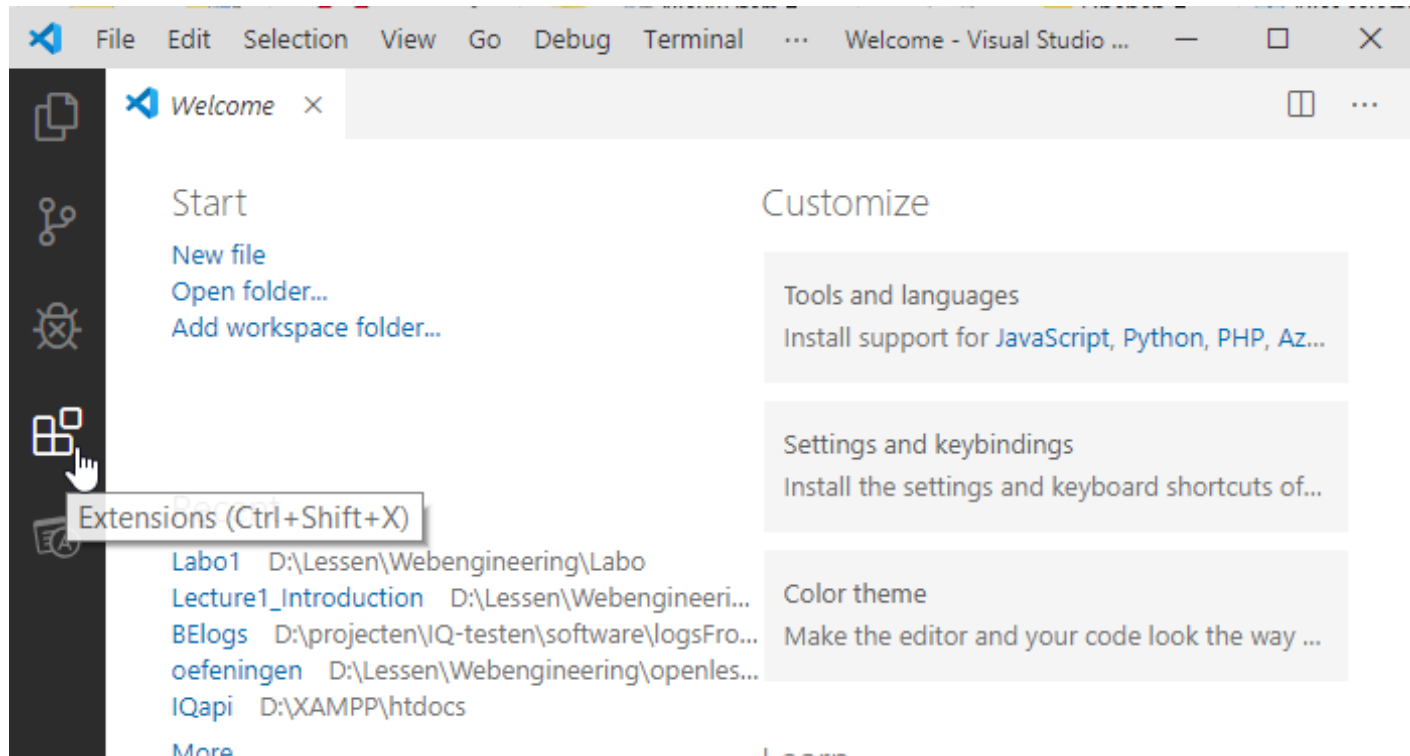 File Edit Selection View Go Debug Terminal ··· Welcome - Visual Studio ...
Welcome
Start
New file
Open folder...
Add workspace folder...
Extensions (Ctrl+Shift+X)
Labo1 D:\Lessen\Webengineering\Labo
Lecture1_Introduction D:\Lessen\Webengineeri...
BElogs D:\projecten\IQ-testen\software\logsFro...
oefeningen D:\Lessen\Webengineering\openles...
IQapi D:\XAMPP\htdocs
More
Customize
Tools and languages
Install support for JavaScript, Python, PHP, Az...
Settings and keybindings
Install the settings and keyboard shortcuts of...
Color theme
Make the editor and your code look the way ...